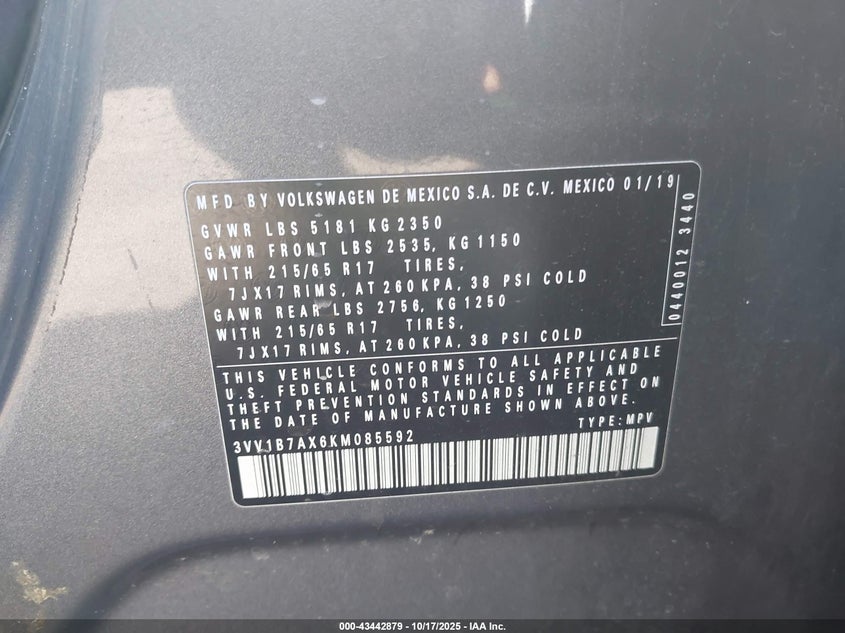 MFD BY VOLKSWAGEN DE MEXICO S.A. DE C.V. MEXICO 01/19
GVWR LBS 5181 KG 2350
GAWR FRONT LBS 2535, KG 1150
WITH 215/65 R17 TIRES,
7JX17 RIMS, AT 260 KPA, 38 PSI COLD
GAWR REAR LBS 2756, KG 1250
WITH 215/65 R17 TIRES,
7JX17 RIMS, AT 260 KPA, 38 PSI COLD
0440012 3440
THIS VEHICLE CONFORMS TO ALL APPLICABLE
U.S. FEDERAL MOTOR VEHICLE SAFETY AND
THEFT PREVENTION STANDARDS IN EFFECT ON
THE DATE OF MANUFACTURE SHOWN ABOVE.
3VV1B7AX6KM085592 TYPE: MPV
000-43442879 - 10/17/2025 - IAA Inc.